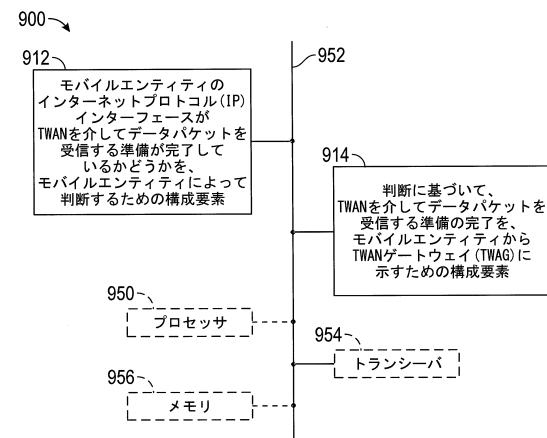 900
912
モバイルエンティティの
インターネットプロトコル(IP)
インターフェースが
TWANを介してデータパケットを
受信する準備が完了して
いるかどうかを、
モバイルエンティティによって
判断するための構成要素
952
914
判断に基づいて、
TWANを介してデータパケットを
受信する準備の完了を、
モバイルエンティティから
TWANゲートウェイ(TWAG)に
示すための構成要素
950
プロセッサ
954
トランシーバ
956
メモリ